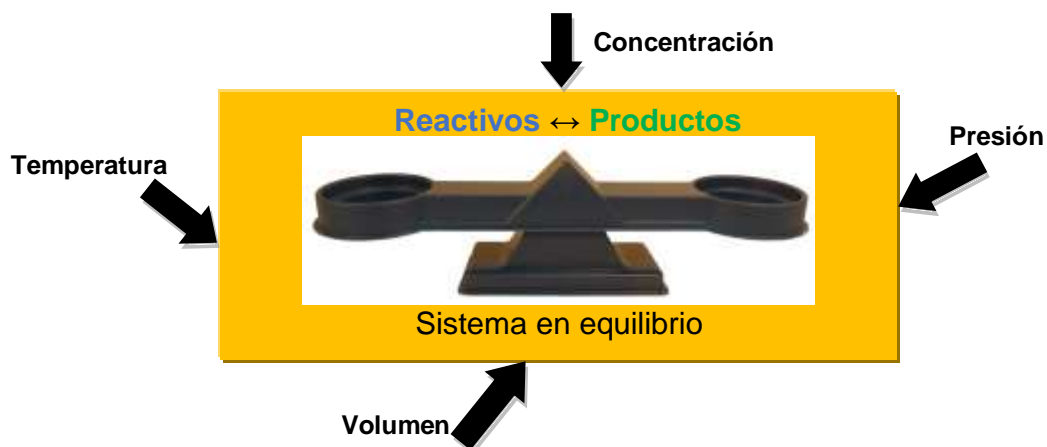 Concentración
Reactivos ↔ Productos
Presión
Temperatura
Sistema en equilibrio
Volumen